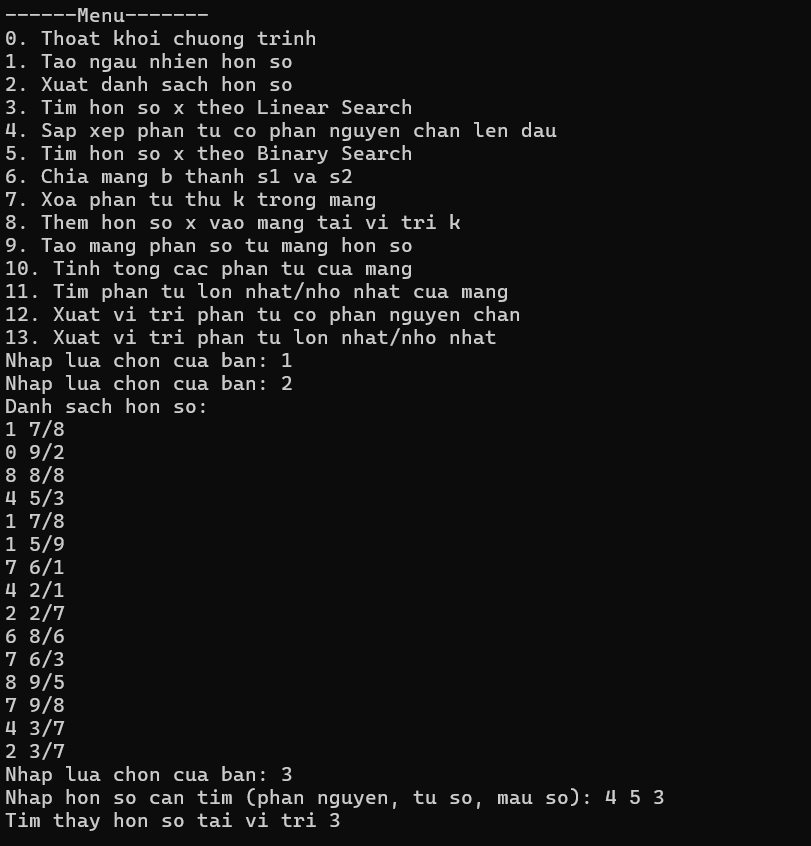 ------Menu-------
0. Thoat khoi chuong trinh
1. Tao ngau nhien hon so
2. Xuat danh sach hon so
3. Tim hon so x theo Linear Search
4. Sap xep phan tu co phan nguyen chan len dau
5. Tim hon so x theo Binary Search
6. Chia mang b thanh s1 va s2
7. Xoa phan tu thu k trong mang
8. Them hon so x vao mang tai vi tri k
9. Tao mang phan so tu mang hon so
10. Tinh tong cac phan tu cua mang
11. Tim phan tu lon nhat/nho nhat cua mang
12. Xuat vi tri phan tu co phan nguyen chan
13. Xuat vi tri phan tu lon nhat/nho nhat
Nhap lua chon cua ban: 1
Nhap lua chon cua ban: 2
Danh sach hon so:
1 7/8
0 9/2
8 8/8
4 5/3
1 7/8
1 5/9
7 6/1
4 2/1
2 2/7
6 8/6
7 6/3
8 9/5
7 9/8
4 3/7
2 3/7
Nhap lua chon cua ban: 3
Nhap hon so can tim (phan nguyen, tu so, mau so): 4 5 3
Tim thay hon so tai vi tri 3